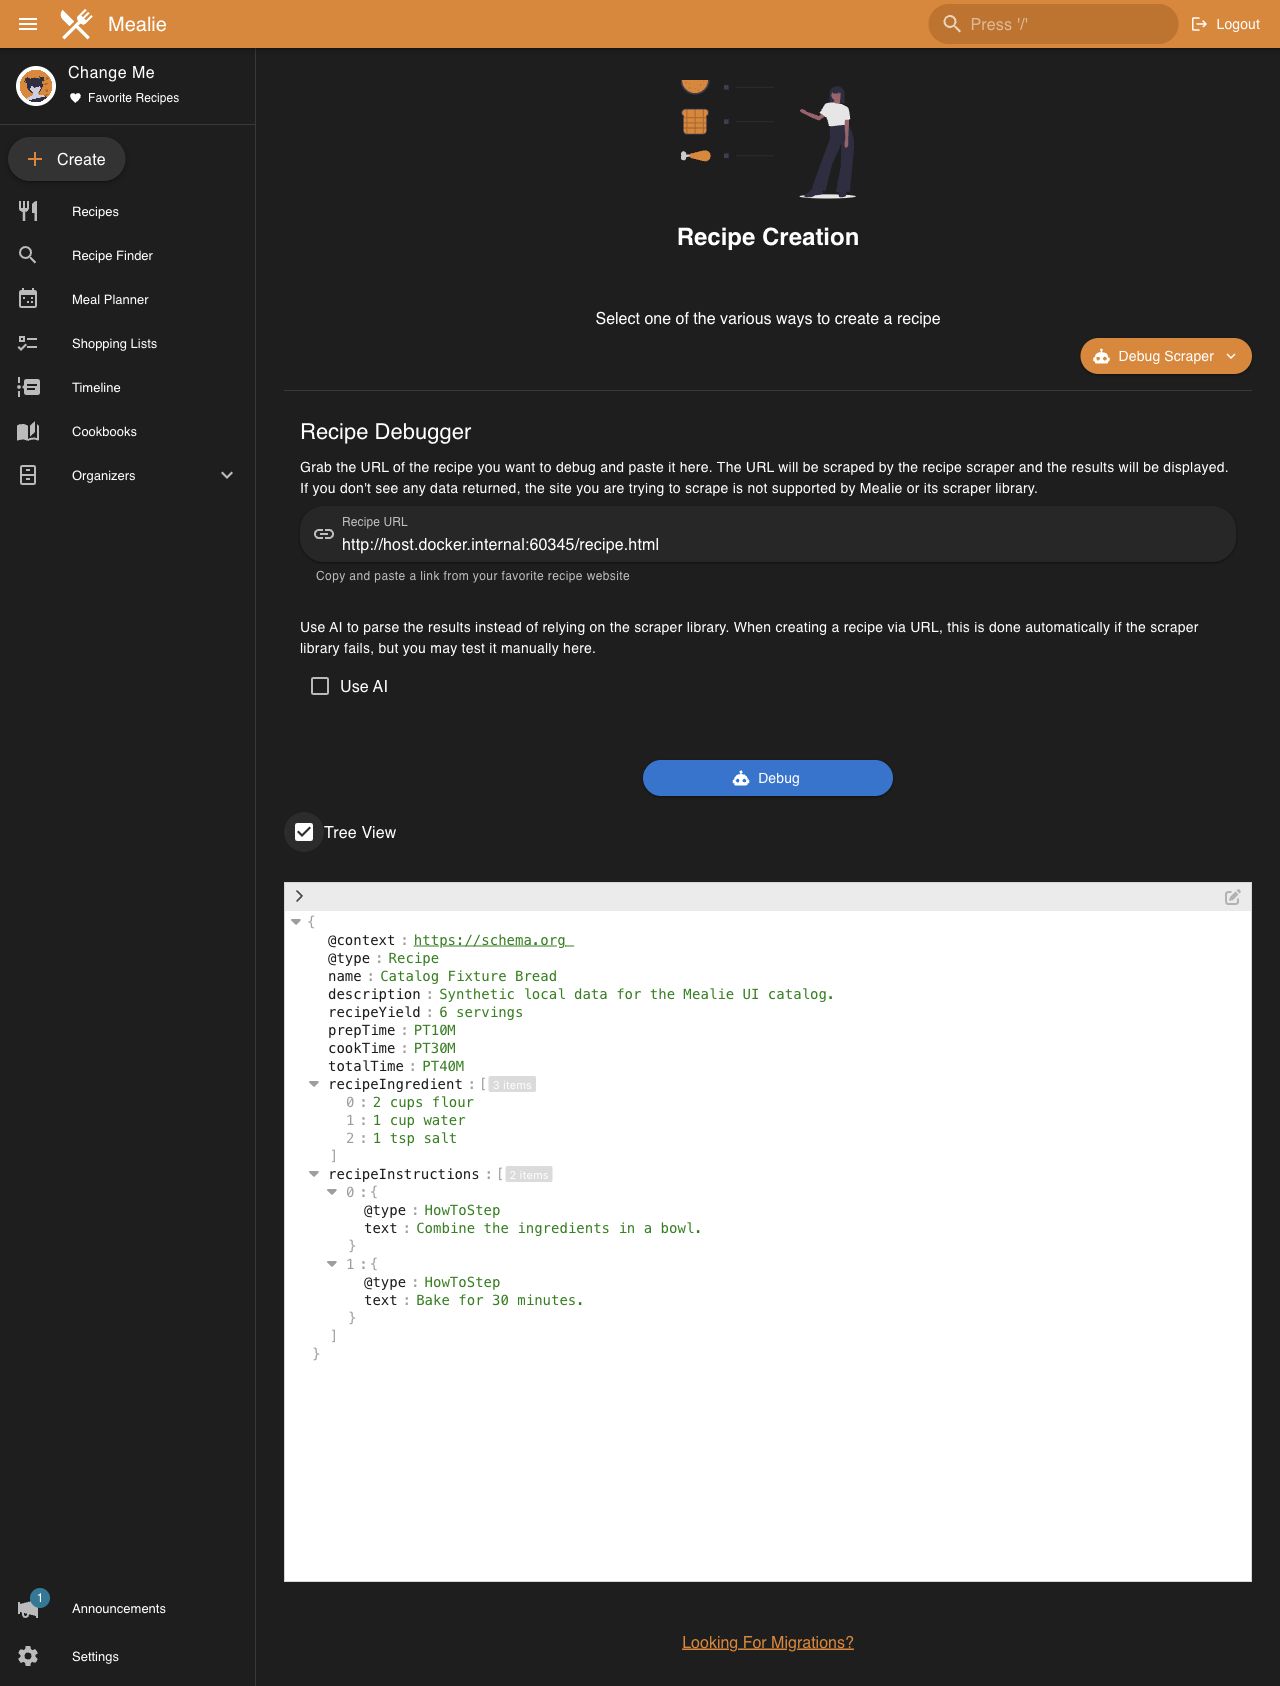 Mealie
Press '/'
Logout
Change Me
Favorite Recipes
Create
Recipes
Recipe Finder
Meal Planner
Shopping Lists
Timeline
Cookbooks
Organizers
Recipe Creation
Select one of the various ways to create a recipe
Debug Scraper
Recipe Debugger
Grab the URL of the recipe you want to debug and paste it here. The URL will be scraped by the recipe scraper and the results will be displayed.
If you don't see any data returned, the site you are trying to scrape is not supported by Mealie or its scraper library.
Recipe URL
http://host.docker.internal:60345/recipe.html
Copy and paste a link from your favorite recipe website
Use AI to parse the results instead of relying on the scraper library. When creating a recipe via URL, this is done automatically if the scraper
library fails, but you may test it manually here.
Use AI
Debug
Tree View
{
@context : https://schema.org
@type : Recipe
name : Catalog Fixture Bread
description : Synthetic local data for the Mealie UI catalog.
recipeYield : 6 servings
prepTime : PT10M
cookTime : PT30M
totalTime : PT40M
recipeIngredient : [ 3 items
0 : 2 cups flour
1 : 1 cup water
2 : 1 tsp salt
]
recipeInstructions : [ 2 items
0 : {
@type : HowToStep
text : Combine the ingredients in a bowl.
}
1 : {
@type : HowToStep
text : Bake for 30 minutes.
}
]
}
1
Announcements
Settings
Looking For Migrations?